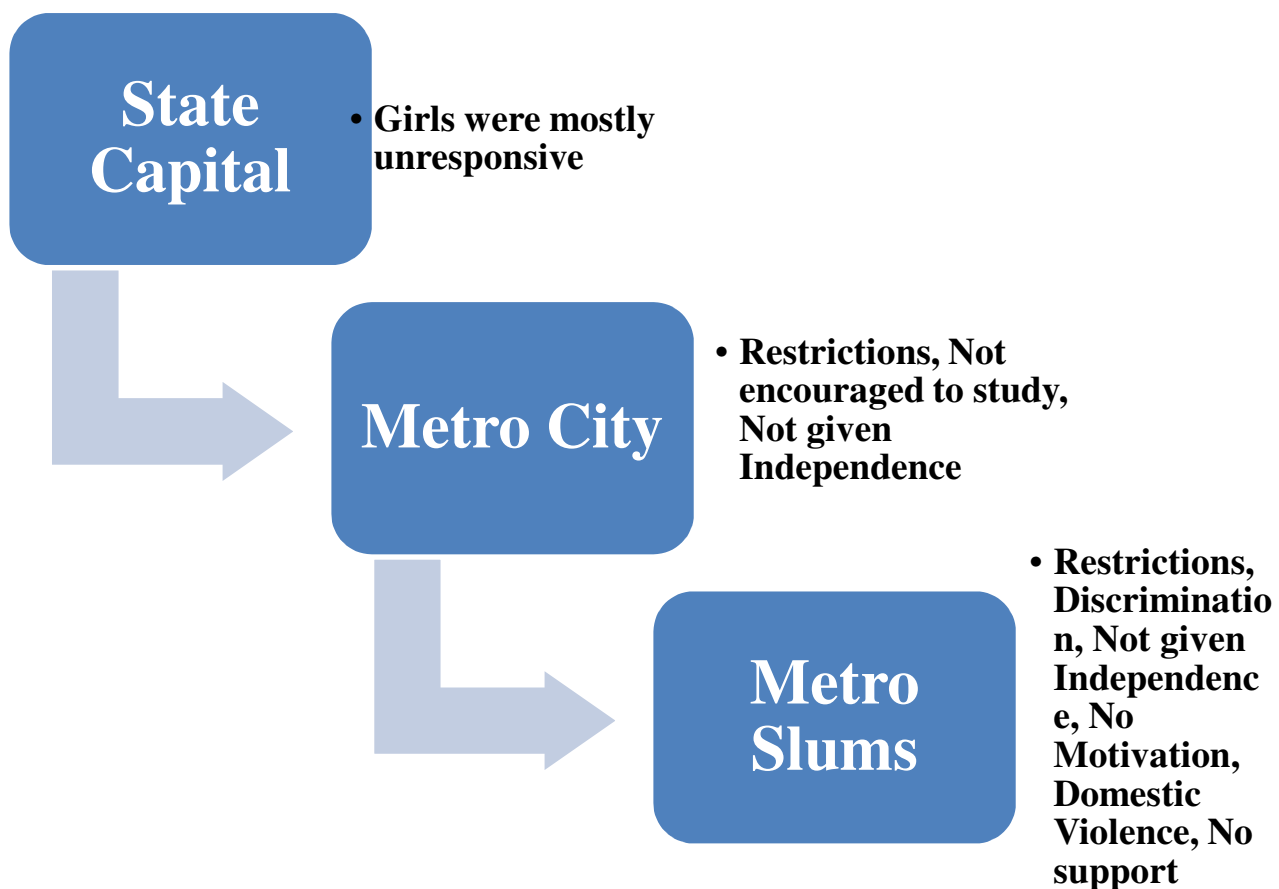 State
Capital
• Girls were mostly
unresponsive
Metro City
• Restrictions, Not
encouraged to study,
Not given
Independence
Metro
Slums
• Restrictions,
Discriminatio
n, Not given
Independenc
e, No
Motivation,
Domestic
Violence, No
support